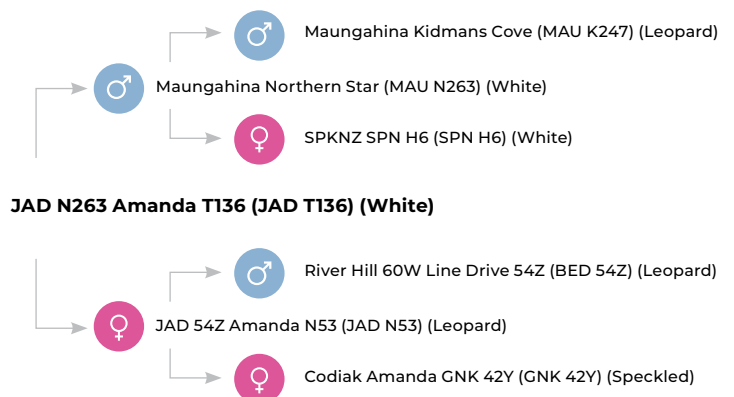 Maungahina Kidmans Cove (MAU K247) (Leopard)
Maungahina Northern Star (MAU N263) (White)
SPKNZ SPN H6 (SPN H6) (White)
JAD N263 Amanda T136 (JAD T136) (White)
River Hill 60W Line Drive 54Z (BED 54Z) (Leopard)
JAD 54Z Amanda N53 (JAD N53) (Leopard)
Codiak Amanda GNK 42Y (GNK 42Y) (Speckled)